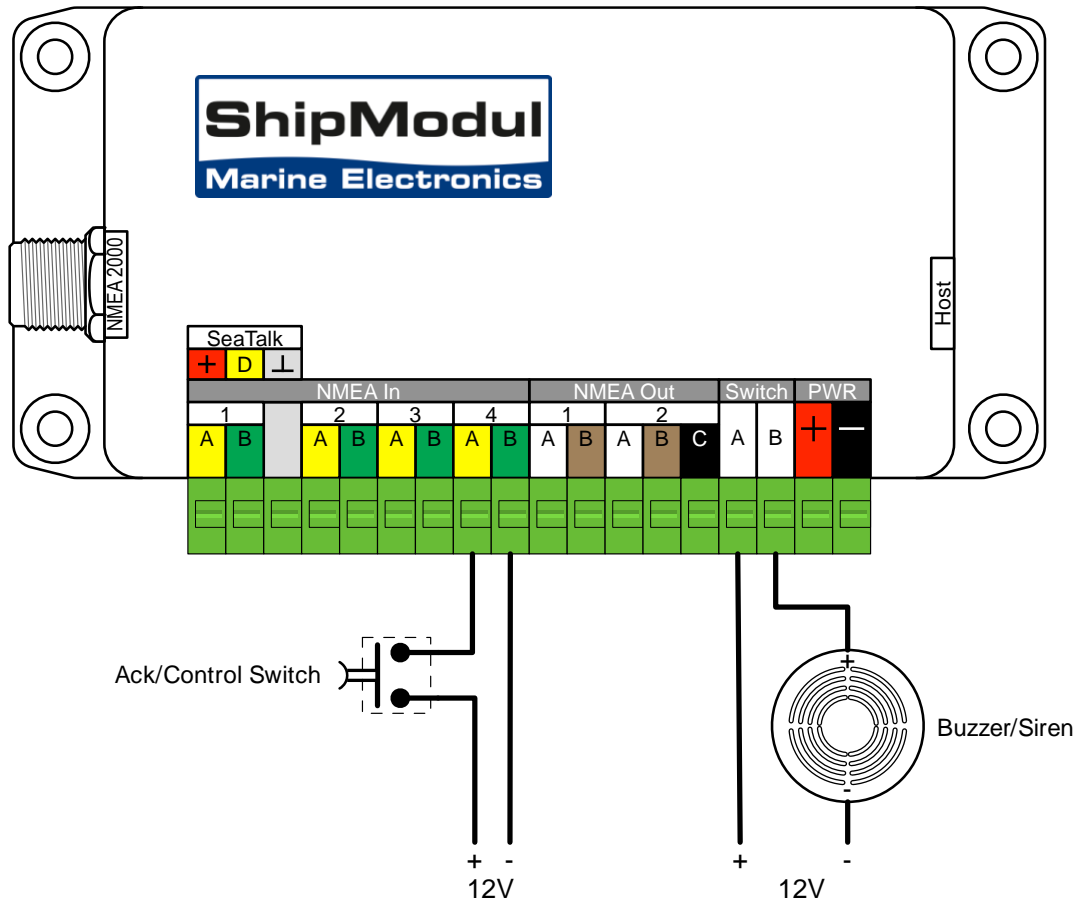 ShipModul
Marine Electronics
NMEA 2000
Host
SeaTalk
+ D ⊥
NMEA In NMEA Out Switch PWR
1 2 3 4 1 2
A B A B A B A B A B A B C A B + −
Ack/Control Switch
+
Buzzer/Siren
-
+ - + -
12V 12V